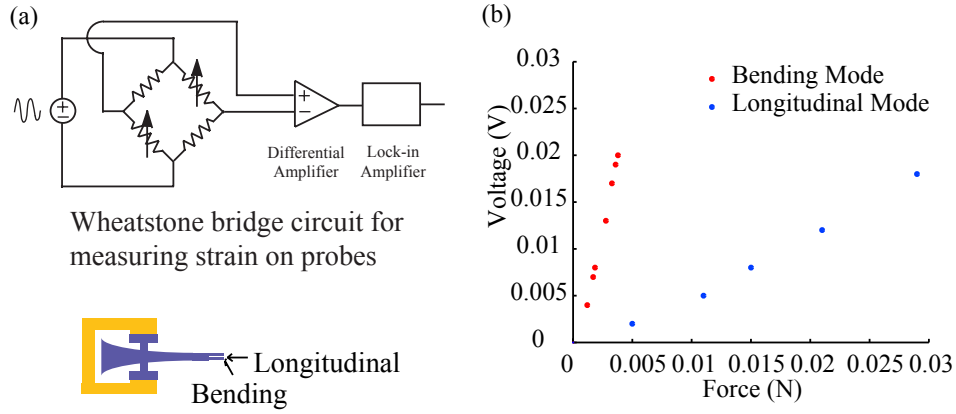 (a)
+
−
±
Differential
Amplifier
Lock-in
Amplifier
Wheatstone bridge circuit for
measuring strain on probes
Longitudinal
Bending
(b)
0.03
0.025
0.02
0.015
0.01
0.005
0
Voltage (V)
Bending Mode
Longitudinal Mode
0
0.005
0.01
0.015
0.02
0.025
0.03
Force (N)